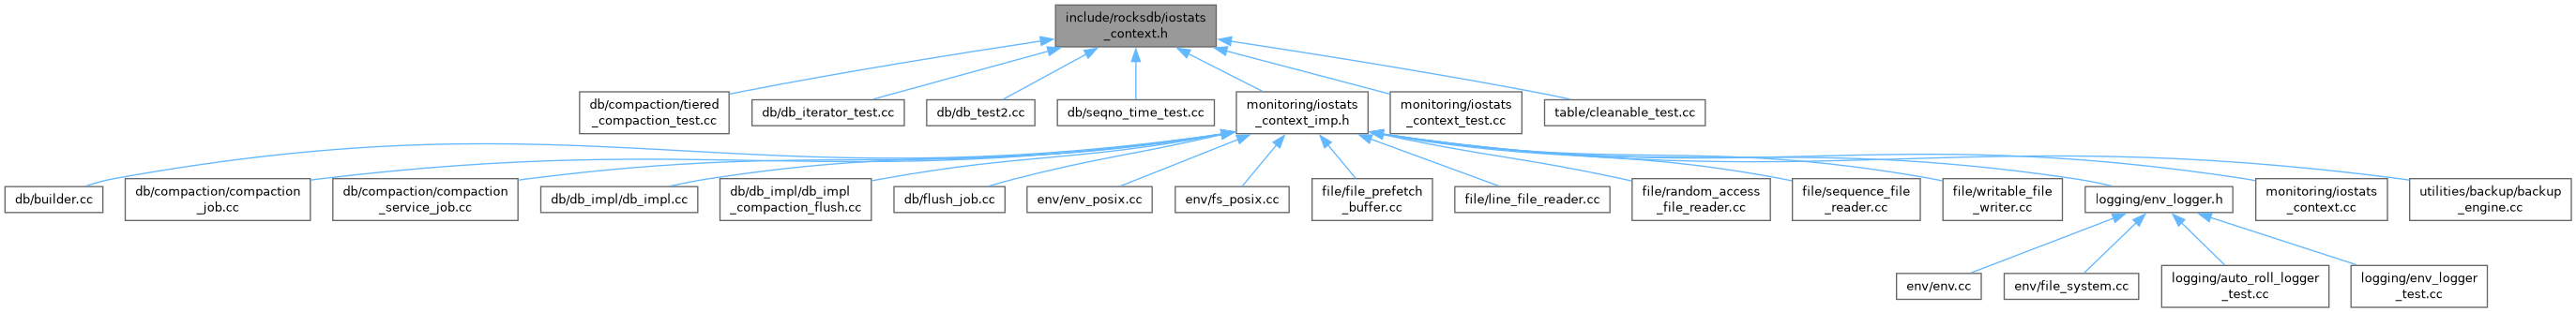 include/rocksdb/iostats
_context.h
db/compaction/tiered
_compaction_test.cc
db/db_iterator_test.cc
db/db_test2.cc
db/seqno_time_test.cc
monitoring/iostats
_context_imp.h
monitoring/iostats
_context_test.cc
table/cleanable_test.cc
db/builder.cc
db/compaction/compaction
_job.cc
db/compaction/compaction
_service_job.cc
db/db_impl/db_impl.cc
db/db_impl/db_impl
_compaction_flush.cc
db/flush_job.cc
env/env_posix.cc
env/fs_posix.cc
file/file_prefetch
_buffer.cc
file/line_file_reader.cc
file/random_access
_file_reader.cc
file/sequence_file
_reader.cc
file/writable_file
_writer.cc
logging/env_logger.h
monitoring/iostats
_context.cc
utilities/backup/backup
_engine.cc
env/env.cc
env/file_system.cc
logging/auto_roll_logger
_test.cc
logging/env_logger
_test.cc